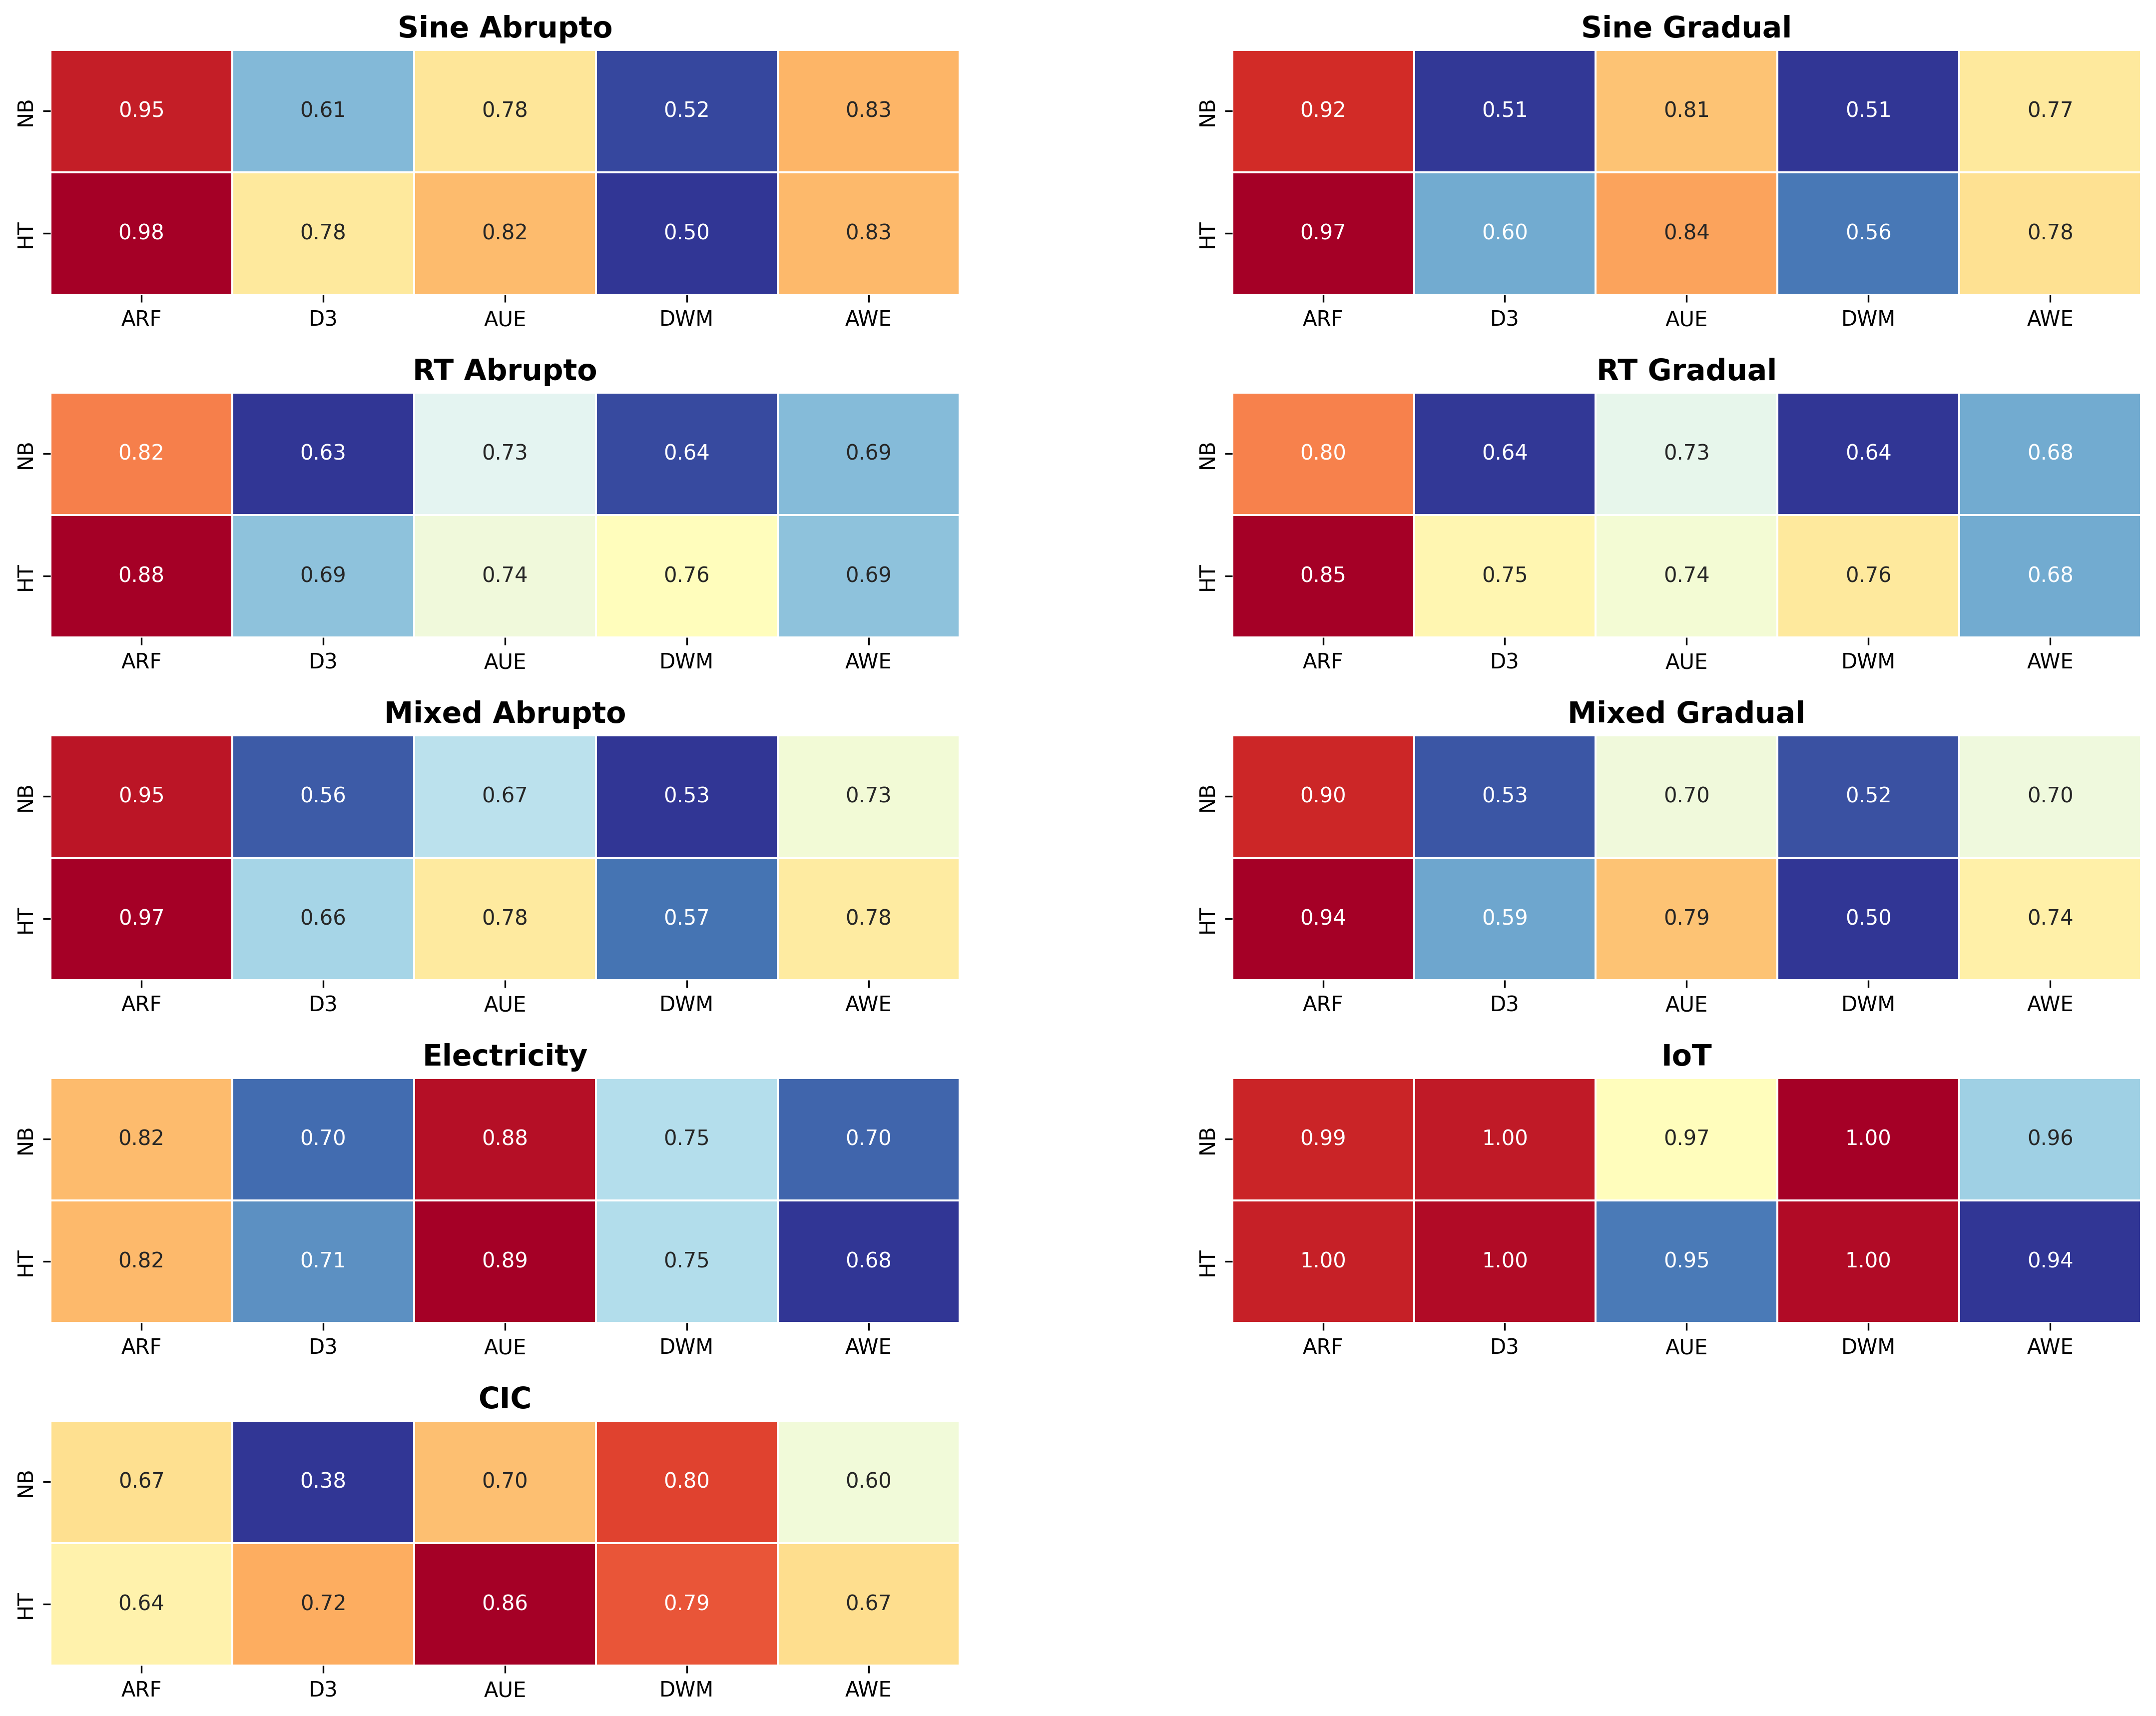 Sine Abrupto
NB 0.95 0.61 0.78 0.52 0.83
HT 0.98 0.78 0.82 0.50 0.83
ARF D3 AUE DWM AWE
Sine Gradual
NB 0.92 0.51 0.81 0.51 0.77
HT 0.97 0.60 0.84 0.56 0.78
ARF D3 AUE DWM AWE
RT Abrupto
NB 0.82 0.63 0.73 0.64 0.69
HT 0.88 0.69 0.74 0.76 0.69
ARF D3 AUE DWM AWE
RT Gradual
NB 0.80 0.64 0.73 0.64 0.68
HT 0.85 0.75 0.74 0.76 0.68
ARF D3 AUE DWM AWE
Mixed Abrupto
NB 0.95 0.56 0.67 0.53 0.73
HT 0.97 0.66 0.78 0.57 0.78
ARF D3 AUE DWM AWE
Mixed Gradual
NB 0.90 0.53 0.70 0.52 0.70
HT 0.94 0.59 0.79 0.50 0.74
ARF D3 AUE DWM AWE
Electricity
NB 0.82 0.70 0.88 0.75 0.70
HT 0.82 0.71 0.89 0.75 0.68
ARF D3 AUE DWM AWE
IoT
NB 0.99 1.00 0.97 1.00 0.96
HT 1.00 1.00 0.95 1.00 0.94
ARF D3 AUE DWM AWE
CIC
NB 0.67 0.38 0.70 0.80 0.60
HT 0.64 0.72 0.86 0.79 0.67
ARF D3 AUE DWM AWE